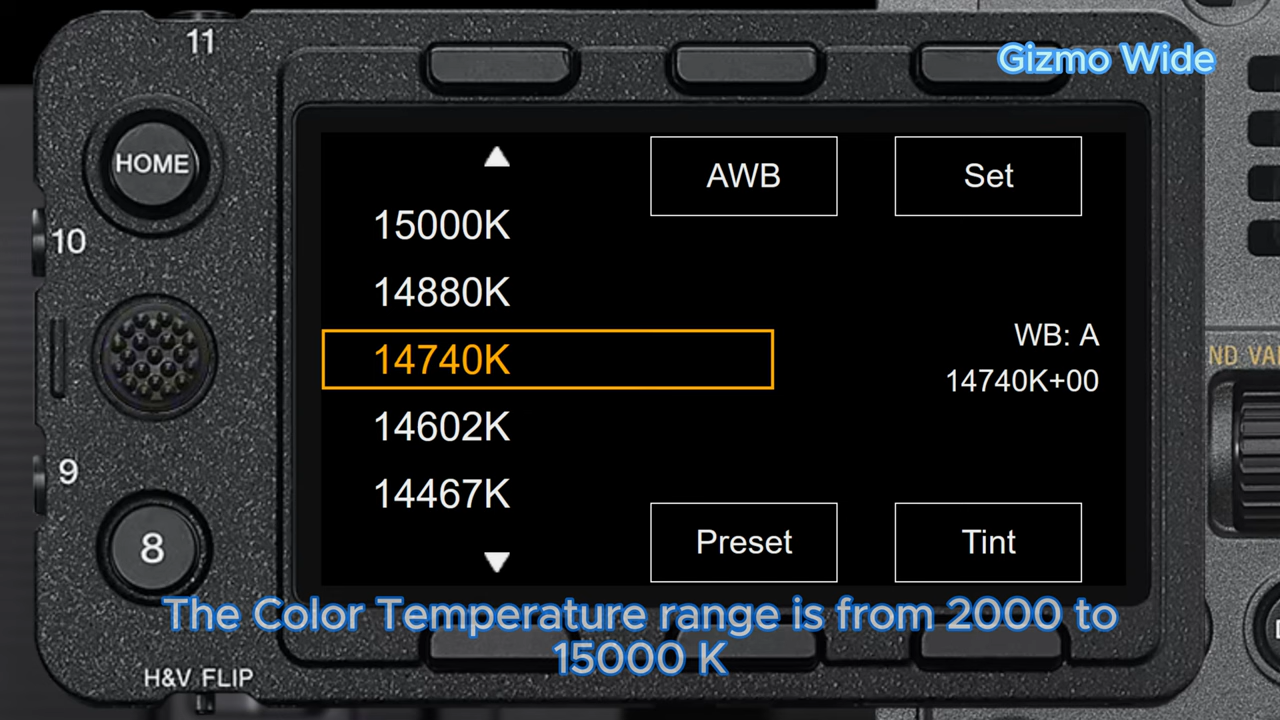 11
Gizmo Wide
HOME
AWB
Set
15000K
10
14880K
WB: A
14740K
ND VA
14740K+00
14602K
9
14467K
Preset
Tint
8
The Color Temperature range is from 2000 to
15000 K
H&V FLIP